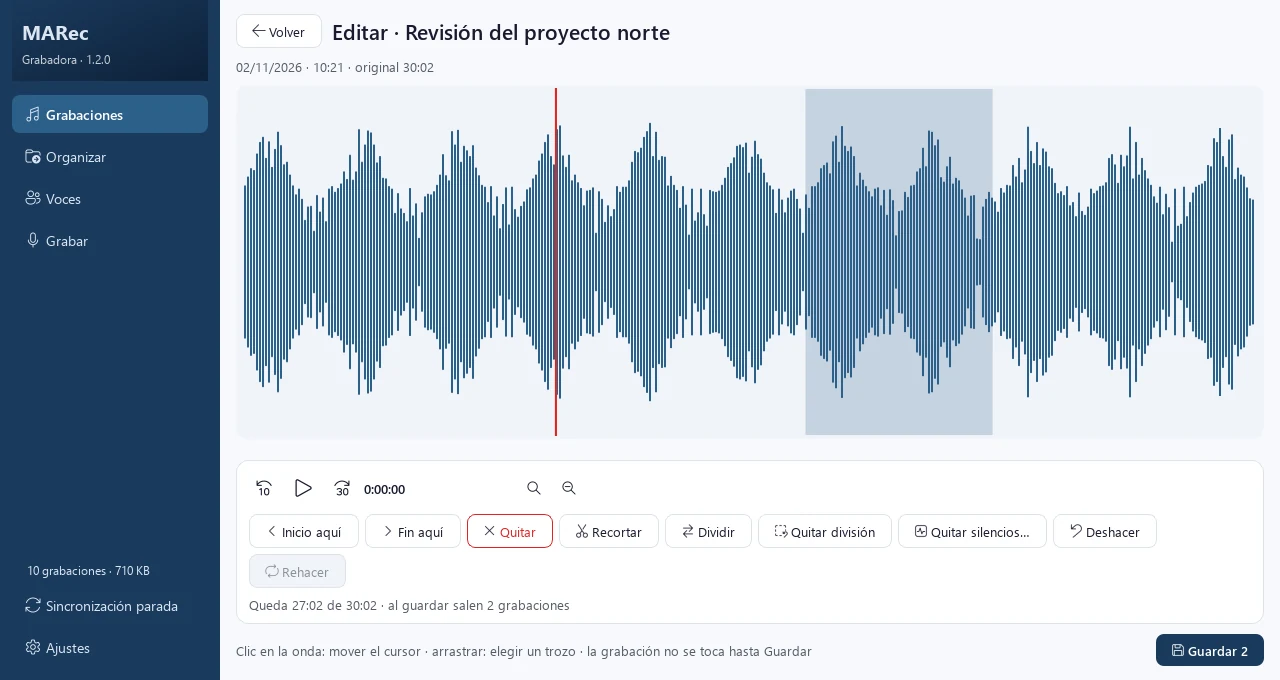 MARec
Grabadora · 1.2.0
Grabaciones
Organizar
Voces
Grabar
10 grabaciones · 710 KB
Sincronización parada
Ajustes
Volver
Editar · Revisión del proyecto norte
02/11/2026 · 10:21 · original 30:02
10
30
0:00:00
Inicio aquí
Fin aquí
Quitar
Recortar
Dividir
Quitar división
Quitar silencios...
Deshacer
Rehacer
Queda 27:02 de 30:02 · al guardar salen 2 grabaciones
Clic en la onda: mover el cursor · arrastrar: elegir un trozo · la grabación no se toca hasta Guardar
Guardar 2